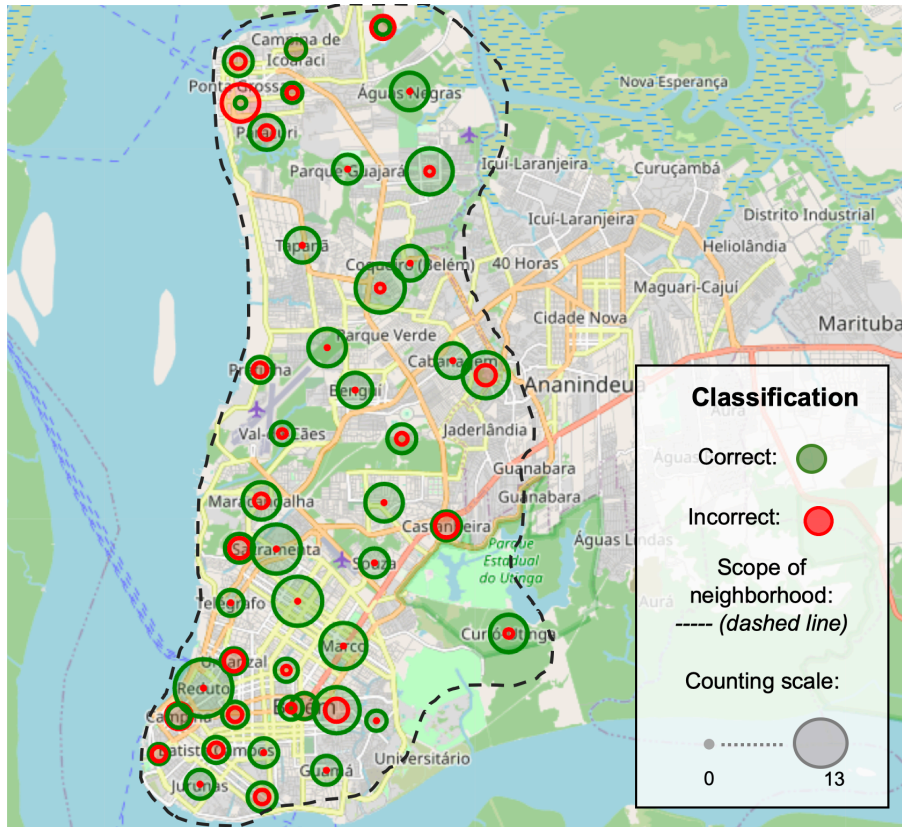 Campina de
Icoaraci
Ponta Grossa
Águas Negras
Nova Esperança
Paracuri
Parque Guajará
Icuí-Laranjeira
Curuçambá
Icuí-Laranjeira
Distrito Industrial
Tapanã
Heliolândia
Coqueiro (Belém)
40 Horas
Maguari-Cajuí
Cidade Nova
Marituba
Parque Verde
Cabanagem
Pratinha
Benguí
Ananindeua
Val-de-Cães
Jaderlândia
Guanabara
Guanabara
Maracangalha
Castanheira
Águas Lindas
Parque
Estadual
do Utinga
Sacramenta
Souza
Telégrafo
Aurá
Aurá
Curió-Utinga
Marco
Umarizal
Reduto
Belém
Campina
Batista Campos
Universitário
Guamá
Jurunas
Classification
Correct:
Incorrect:
Scope of
neighborhood:
----- (dashed line)
Counting scale:
0
13